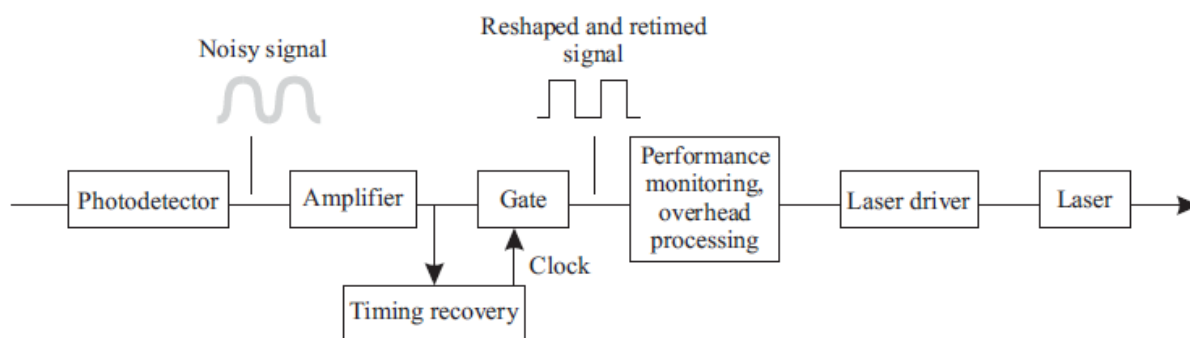 Reshaped and retimed
signal
Noisy signal
Performance
monitoring,
overhead
processing
Photodetector
Amplifier
Gate
Laser driver
Laser
Clock
Timing recovery